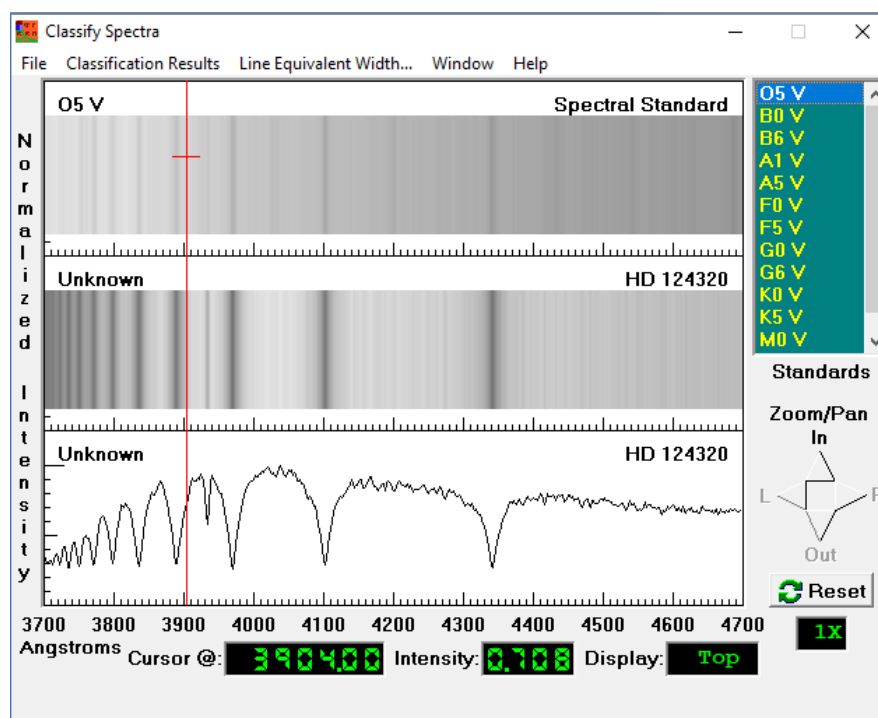 Classify Spectra
File Classification Results Line Equivalent Width... Window Help
Normalized Intensity
O5 V Spectral Standard
Unknown HD 124320
Unknown HD 124320
3700 3800 3900 4000 4100 4200 4300 4400 4500 4600 4700
Angstroms
Cursor @: 3904.00 Intensity: 0.708 Display: Top
O5 V
B0 V
B6 V
A1 V
A5 V
F0 V
F5 V
G0 V
G6 V
K0 V
K5 V
M0 V
Standards
Zoom/Pan
In
L
Out
Reset
1X